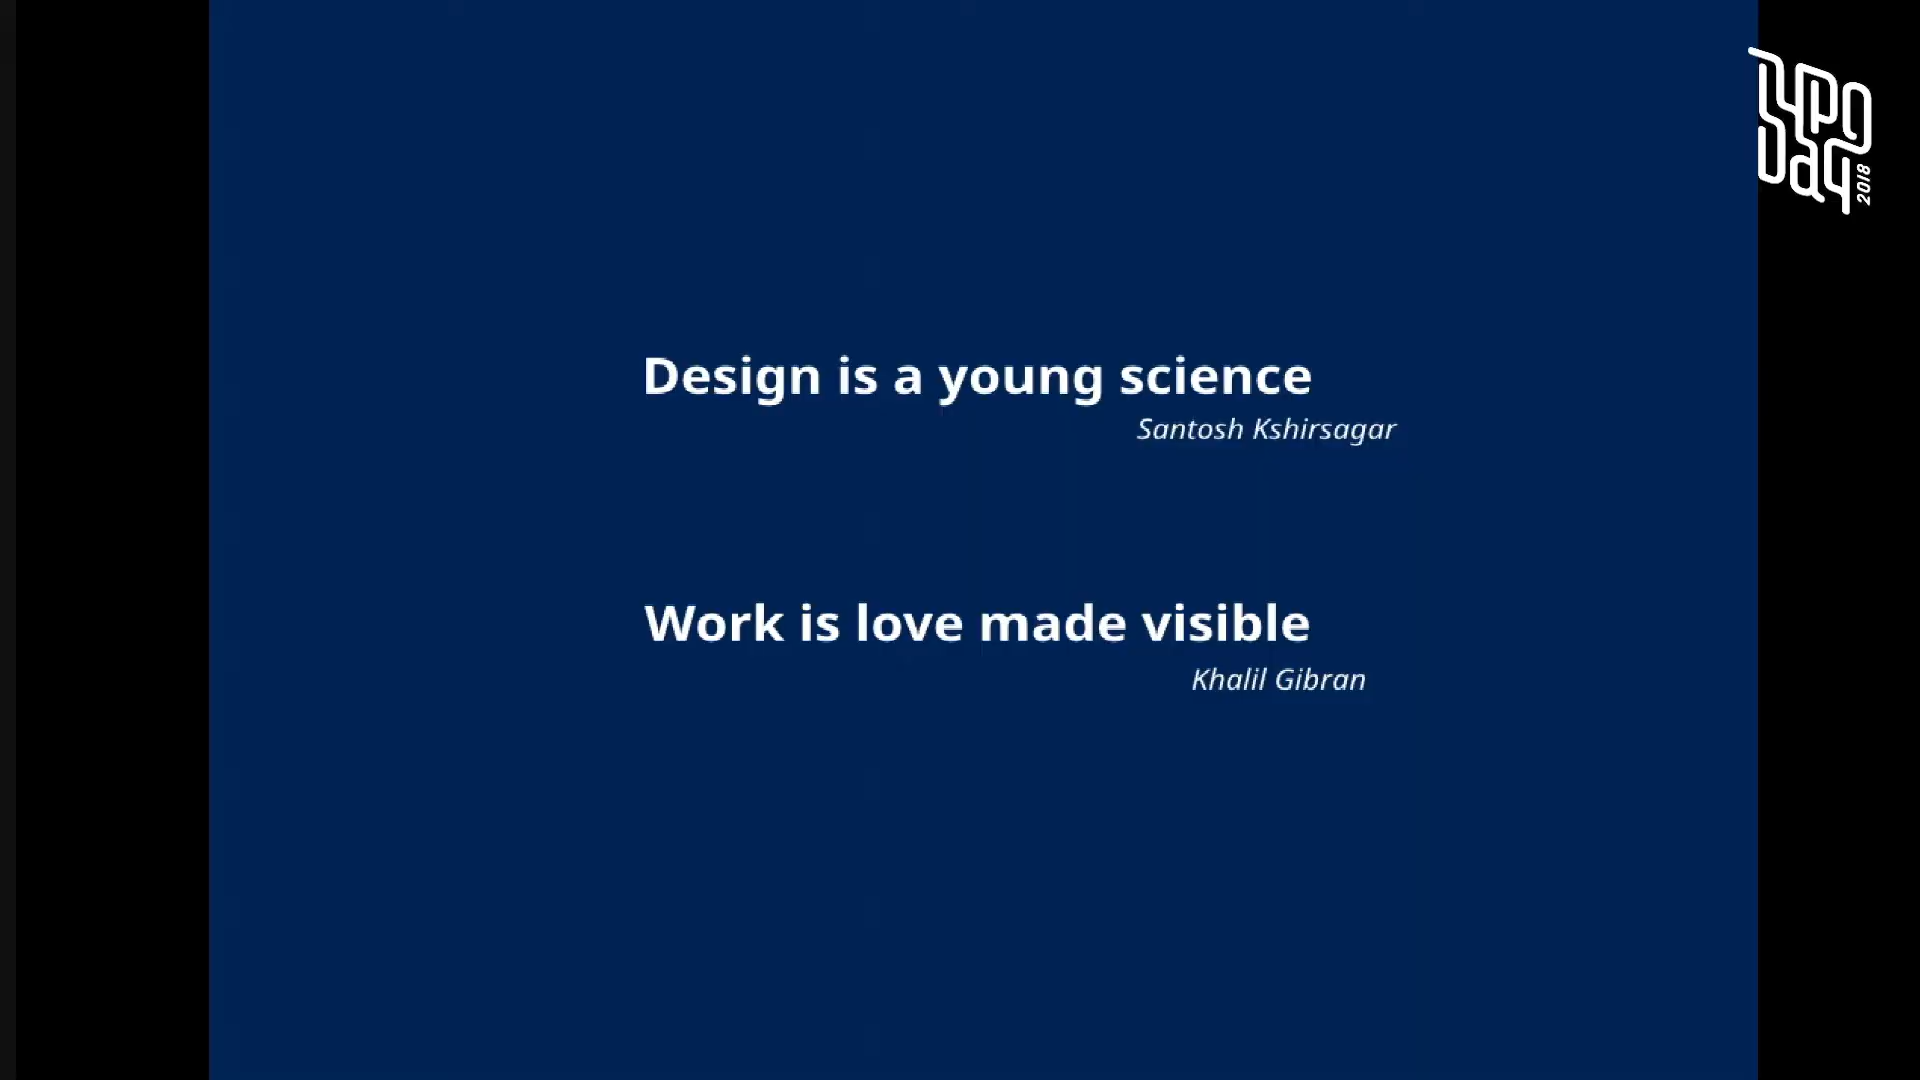 Design is a young science
Santosh Kshirsagar
Work is love made visible
Khalil Gibran
Typo
Day
2018